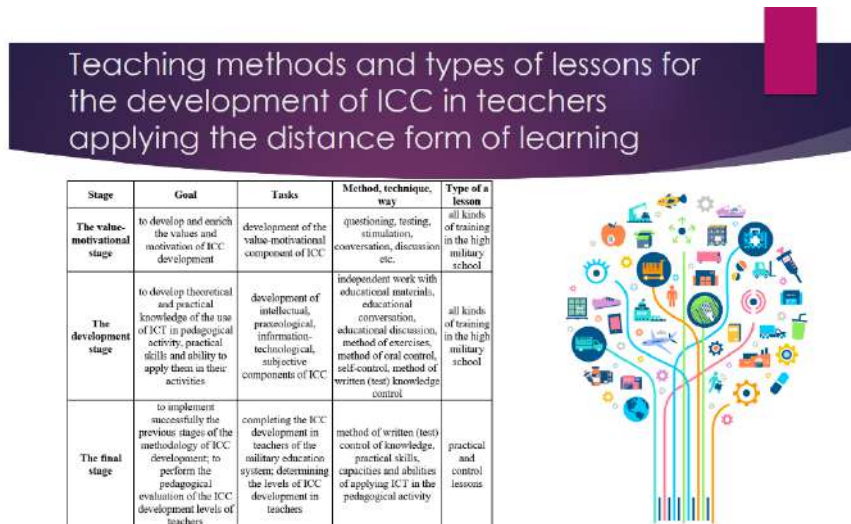 Teaching methods and types of lessons for
the development of ICC in teachers
applying the distance form of learning
Stage
Goal
Tasks
Method, technique,
way
Type of a
lesson
The value-
motivational
stage
to develop and enrich
the values and
motivation of ICC
development
development of the
value-motivational
component of ICC
questioning, testing,
stimulation,
conversation, discussion
etc.
all kinds
of training
in the high
military
school
The
development
stage
to develop theoretical
and practical
knowledge of the use
of ICT in pedagogical
activity, practical
skills and ability to
apply them in their
activities
development of
intellectual,
praxeological,
information-
technological,
subjective
components of ICC
independent work with
educational materials,
educational
conversation,
educational discussion,
method of exercises,
method of oral control,
self-control, method of
written (test) knowledge
control
all kinds
of training
in the high
military
school
The final
stage
to implement
successfully the
previous stages of the
methodology of ICC
development; to
perform the
pedagogical
evaluation of the ICC
development levels of
teachers
completing the ICC
development in
teachers of the
military education
system; determining
the levels of ICC
development in
teachers
method of written (test)
control of knowledge,
practical skills,
capacities and abilities
of applying ICT in the
pedagogical activity
practical
and
control
lessons